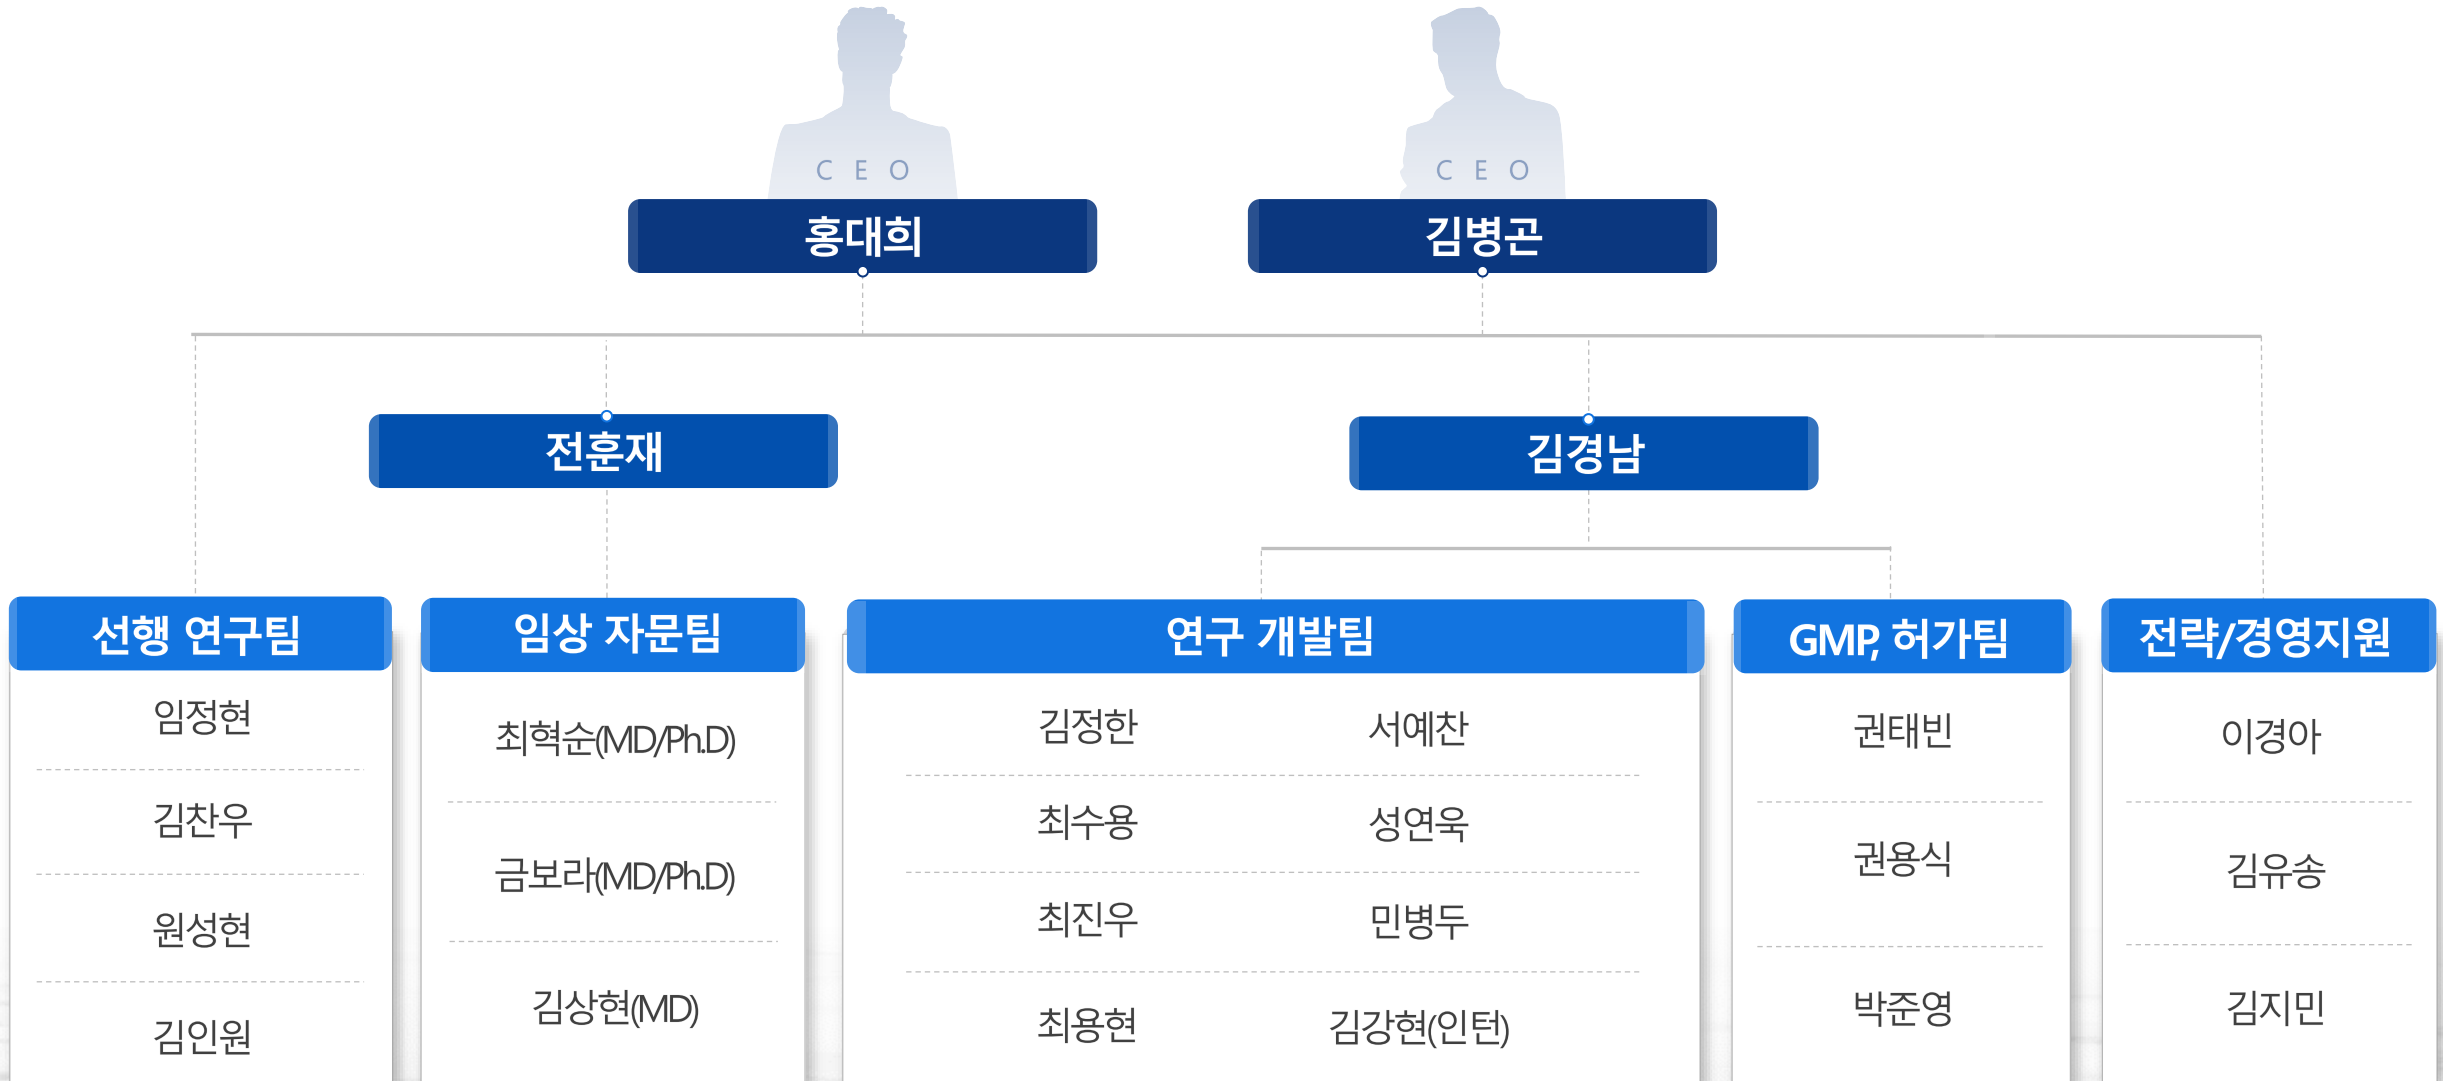 C E O
C E O
홍대희
김병곤
전훈재
김경남
선행 연구팀
임정현
김찬우
원성현
김인원
임상 자문팀
최혁순(MD/Ph.D)
금보라(MD/Ph.D)
김상현(MD)
연구 개발팀
김정한
서예찬
최수용
성연욱
최진우
민병두
최용현
김강현(인턴)
GMP, 허가팀
권태빈
권용식
박준영
전략/경영지원
이경아
김유송
김지민